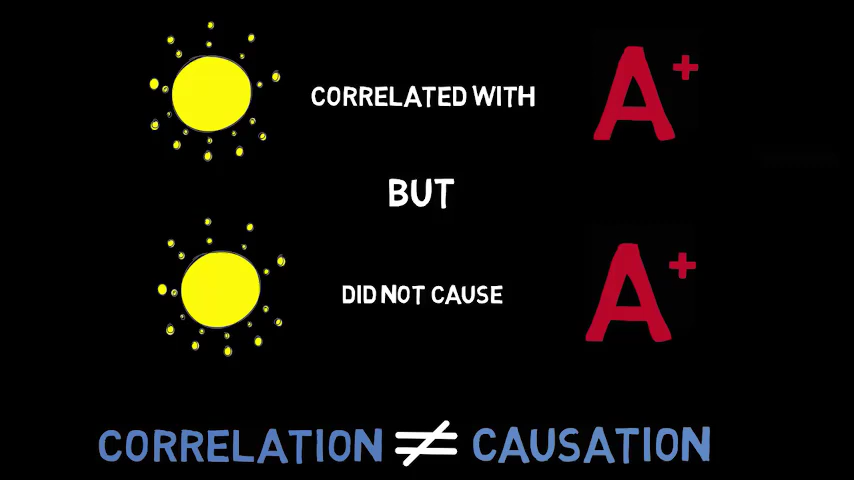 CORRELATED WITH A+
BUT
DID NOT CAUSE A+
CORRELATION ≠ CAUSATION